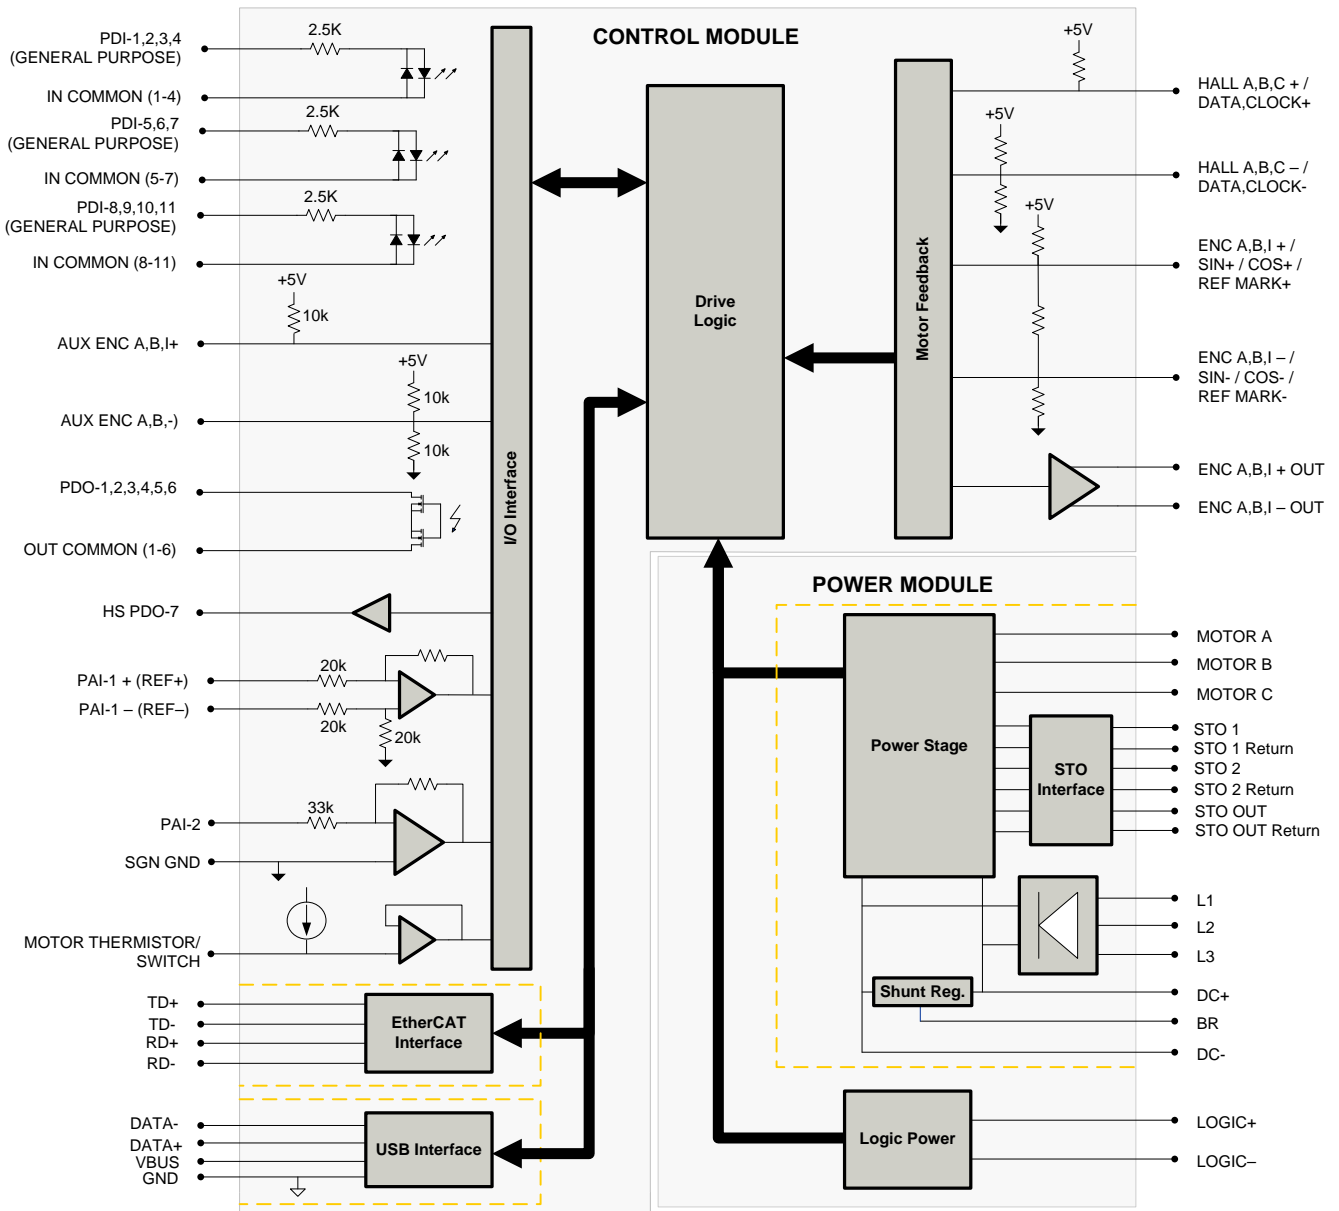 CONTROL MODULE
PDI-1,2,3,4
(GENERAL PURPOSE)
2.5K
IN COMMON (1-4)
PDI-5,6,7
(GENERAL PURPOSE)
2.5K
IN COMMON (5-7)
PDI-8,9,10,11
(GENERAL PURPOSE)
2.5K
IN COMMON (8-11)
+5V
10k
AUX ENC A,B,I+
+5V
10k
AUX ENC A,B,-)
10k
PDO-1,2,3,4,5,6
OUT COMMON (1-6)
HS PDO-7
PAI-1 + (REF+)
20k
PAI-1 – (REF–)
20k
20k
PAI-2
33k
SGN GND
MOTOR THERMISTOR/
SWITCH
I/O Interface
TD+
TD-
RD+
RD-
EtherCAT
Interface
DATA-
DATA+
VBUS
GND
USB Interface
Drive
Logic
Motor Feedback
+5V
HALL A,B,C + /
DATA,CLOCK+
+5V
HALL A,B,C – /
DATA,CLOCK-
+5V
ENC A,B,I + /
SIN+ / COS+ /
REF MARK+
ENC A,B,I – /
SIN- / COS- /
REF MARK-
ENC A,B,I + OUT
ENC A,B,I – OUT
POWER MODULE
Power Stage
MOTOR A
MOTOR B
MOTOR C
STO
Interface
STO 1
STO 1 Return
STO 2
STO 2 Return
STO OUT
STO OUT Return
L1
L2
L3
Shunt Reg.
DC+
BR
DC-
Logic Power
LOGIC+
LOGIC–